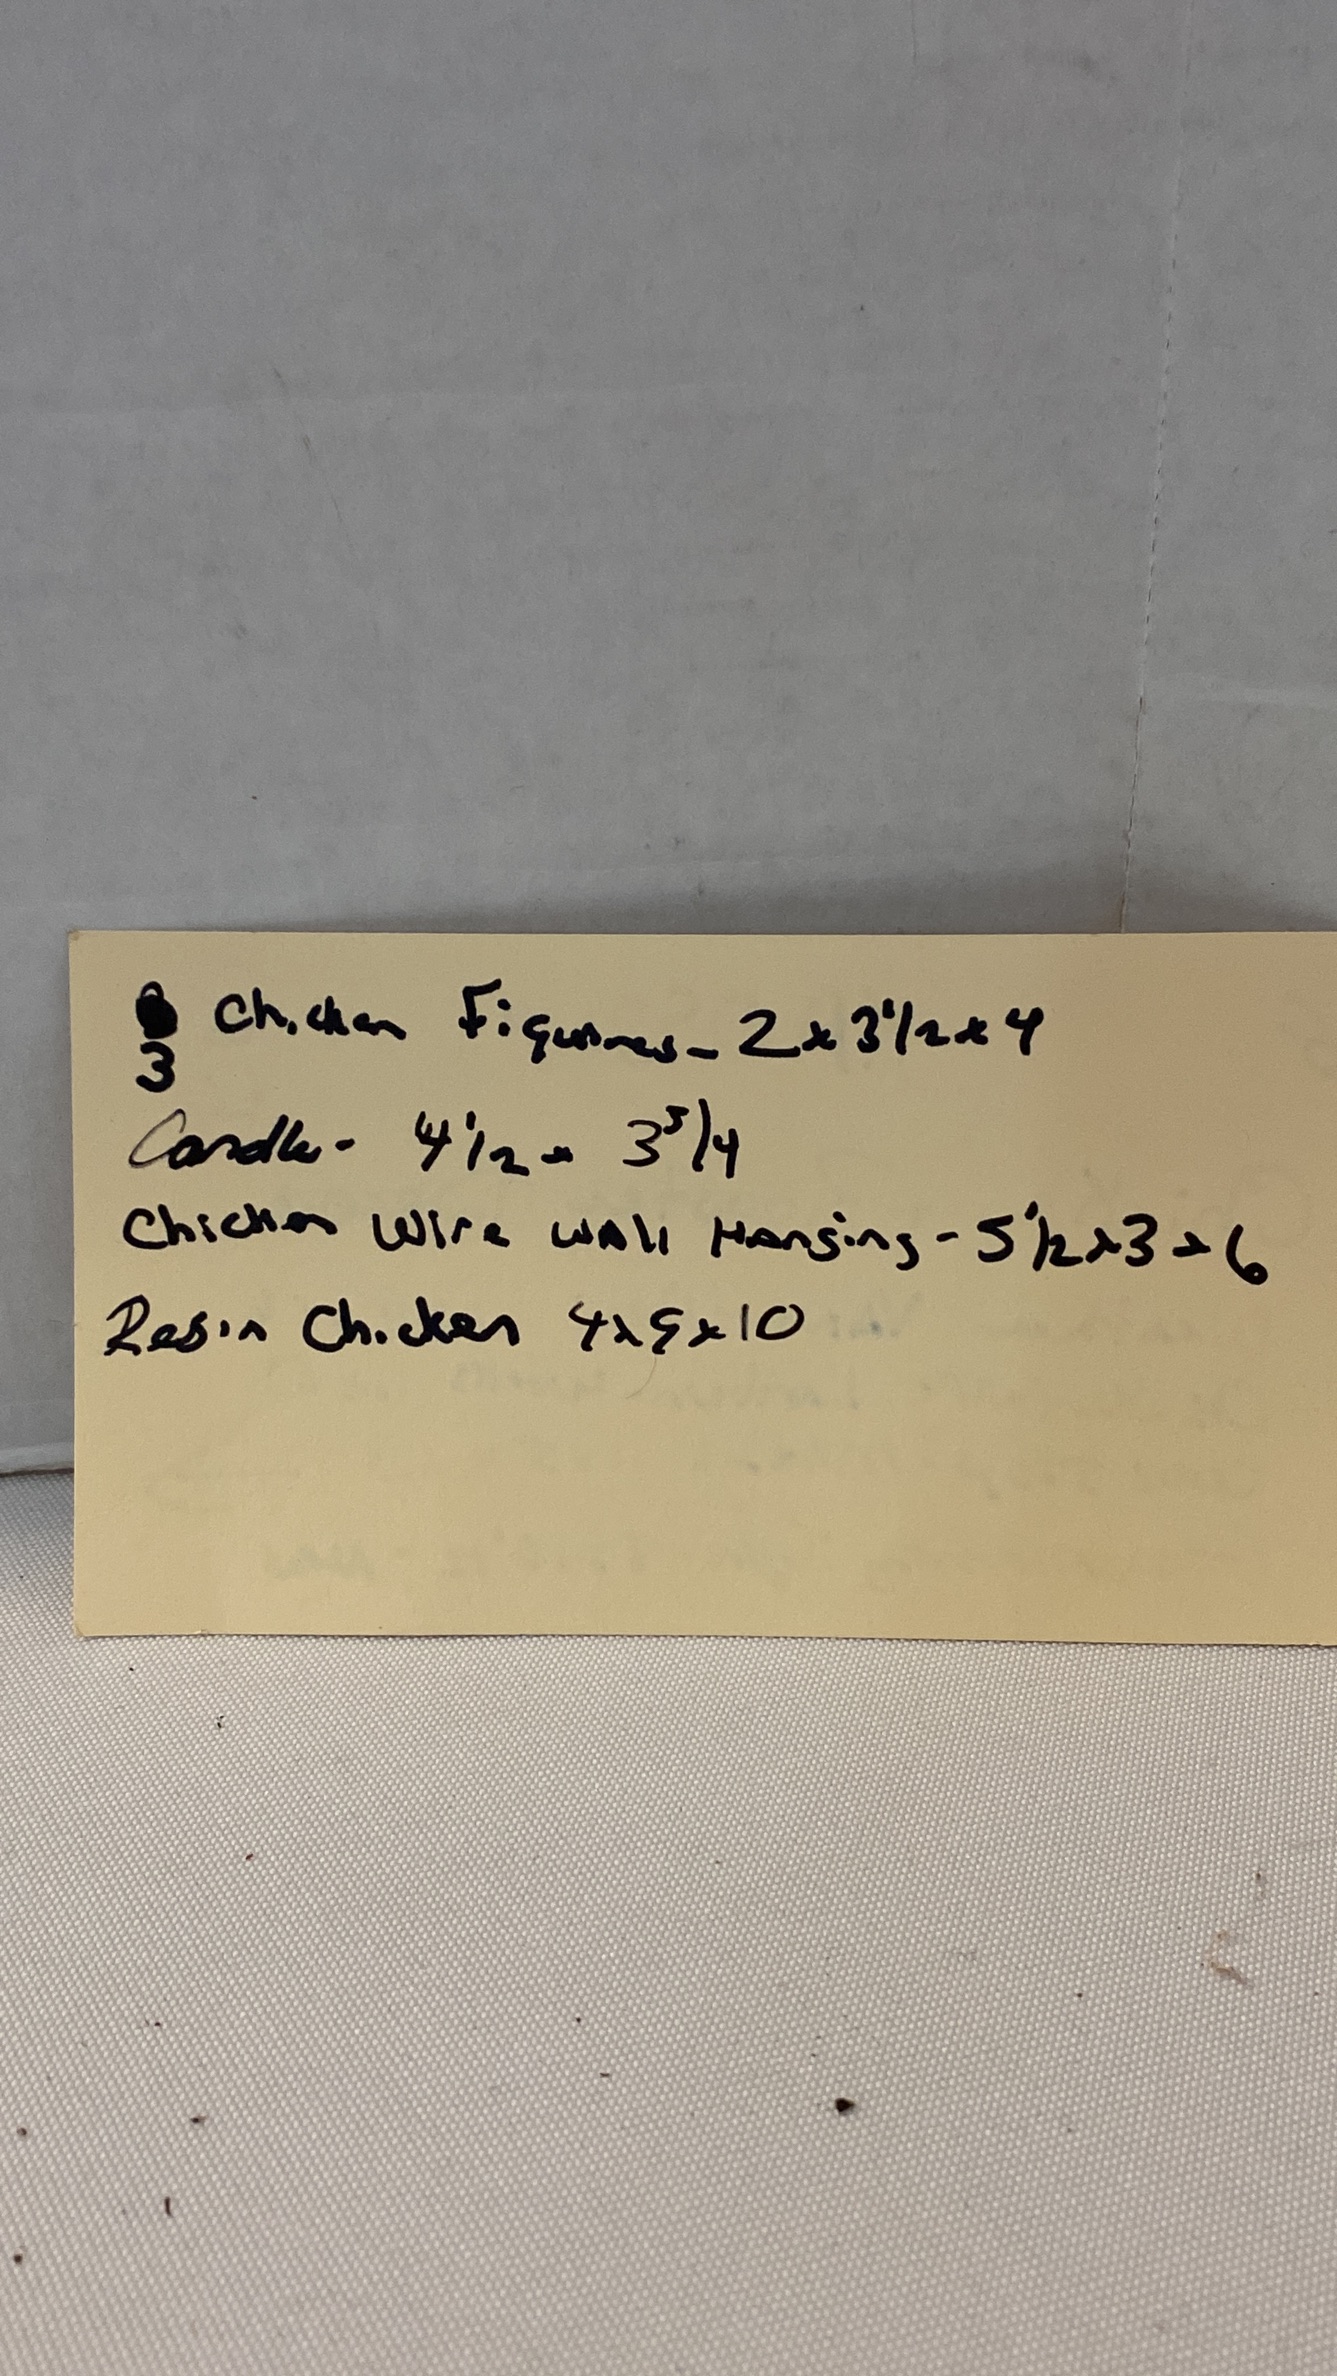 Chicken Figurines - 2 x 3 1/2 x 4
3
Candle - 4 1/2 x 3 3/4
Chicken Wire WAll Hanging - 5 1/2 x 3 x 6
Resin Chicken 4 x 9 x 10